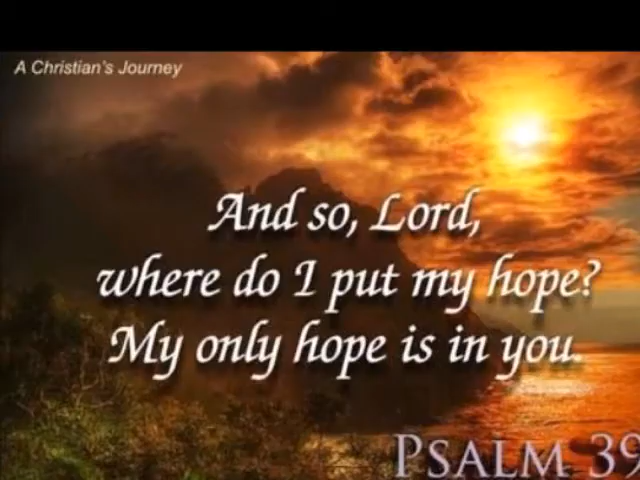 A Christian's Journey
And so, Lord,
where do I put my hope?
My only hope is in you.
PSALM 39